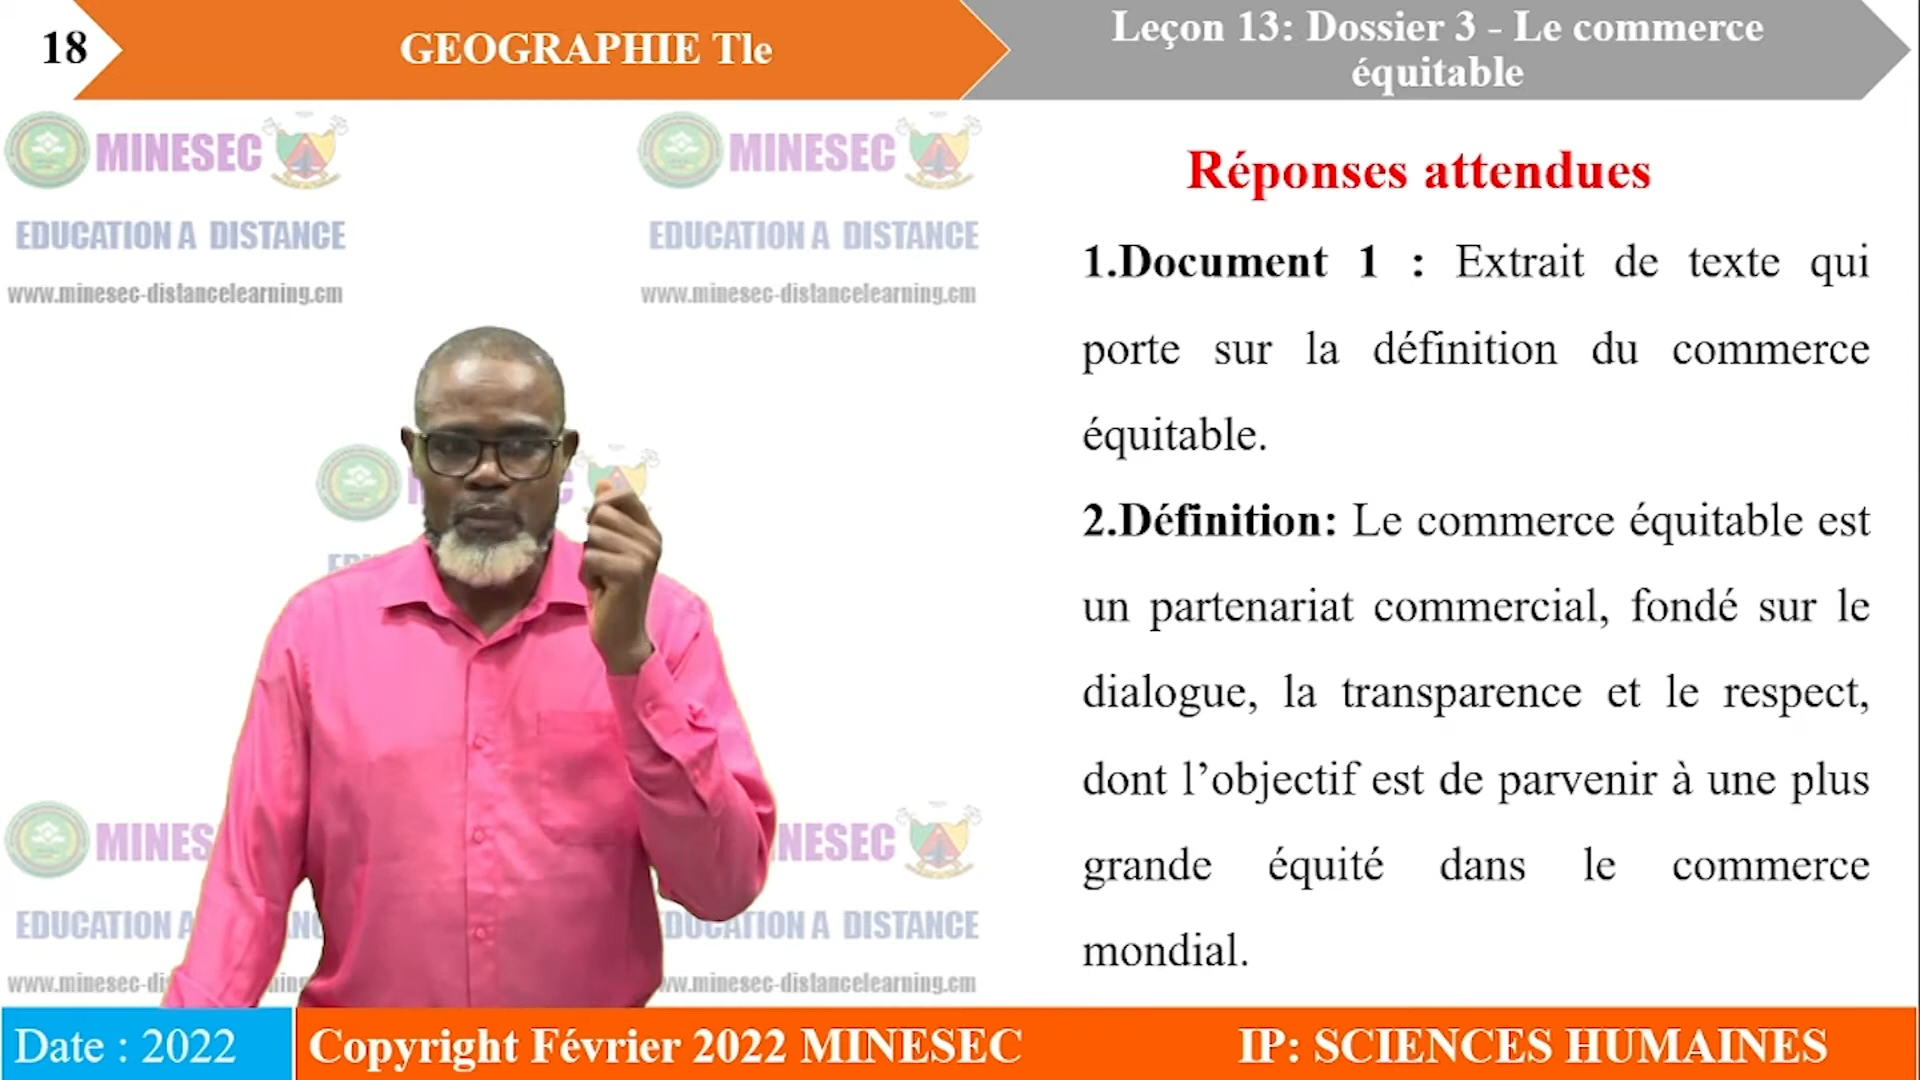 18
GEOGRAPHIE Tle
Leçon 13: Dossier 3 - Le commerce
équitable
MINESEC
EDUCATION A DISTANCE
www.minesec-distancelearning.cm
MINESEC
EDUCATION A DISTANCE
www.minesec-distancelearning.cm
Réponses attendues
1.Document 1 : Extrait de texte qui
porte sur la définition du commerce
équitable.
2.Définition: Le commerce équitable est
un partenariat commercial, fondé sur le
dialogue, la transparence et le respect,
dont l’objectif est de parvenir à une plus
grande équité dans le commerce
mondial.
MINES
EDUCATION A
www.minesec-di
NESEC
DUCATION A DISTANCE
ww.minesec-distancelearning.cm
Date : 2022
Copyright Février 2022 MINESEC
IP: SCIENCES HUMAINES